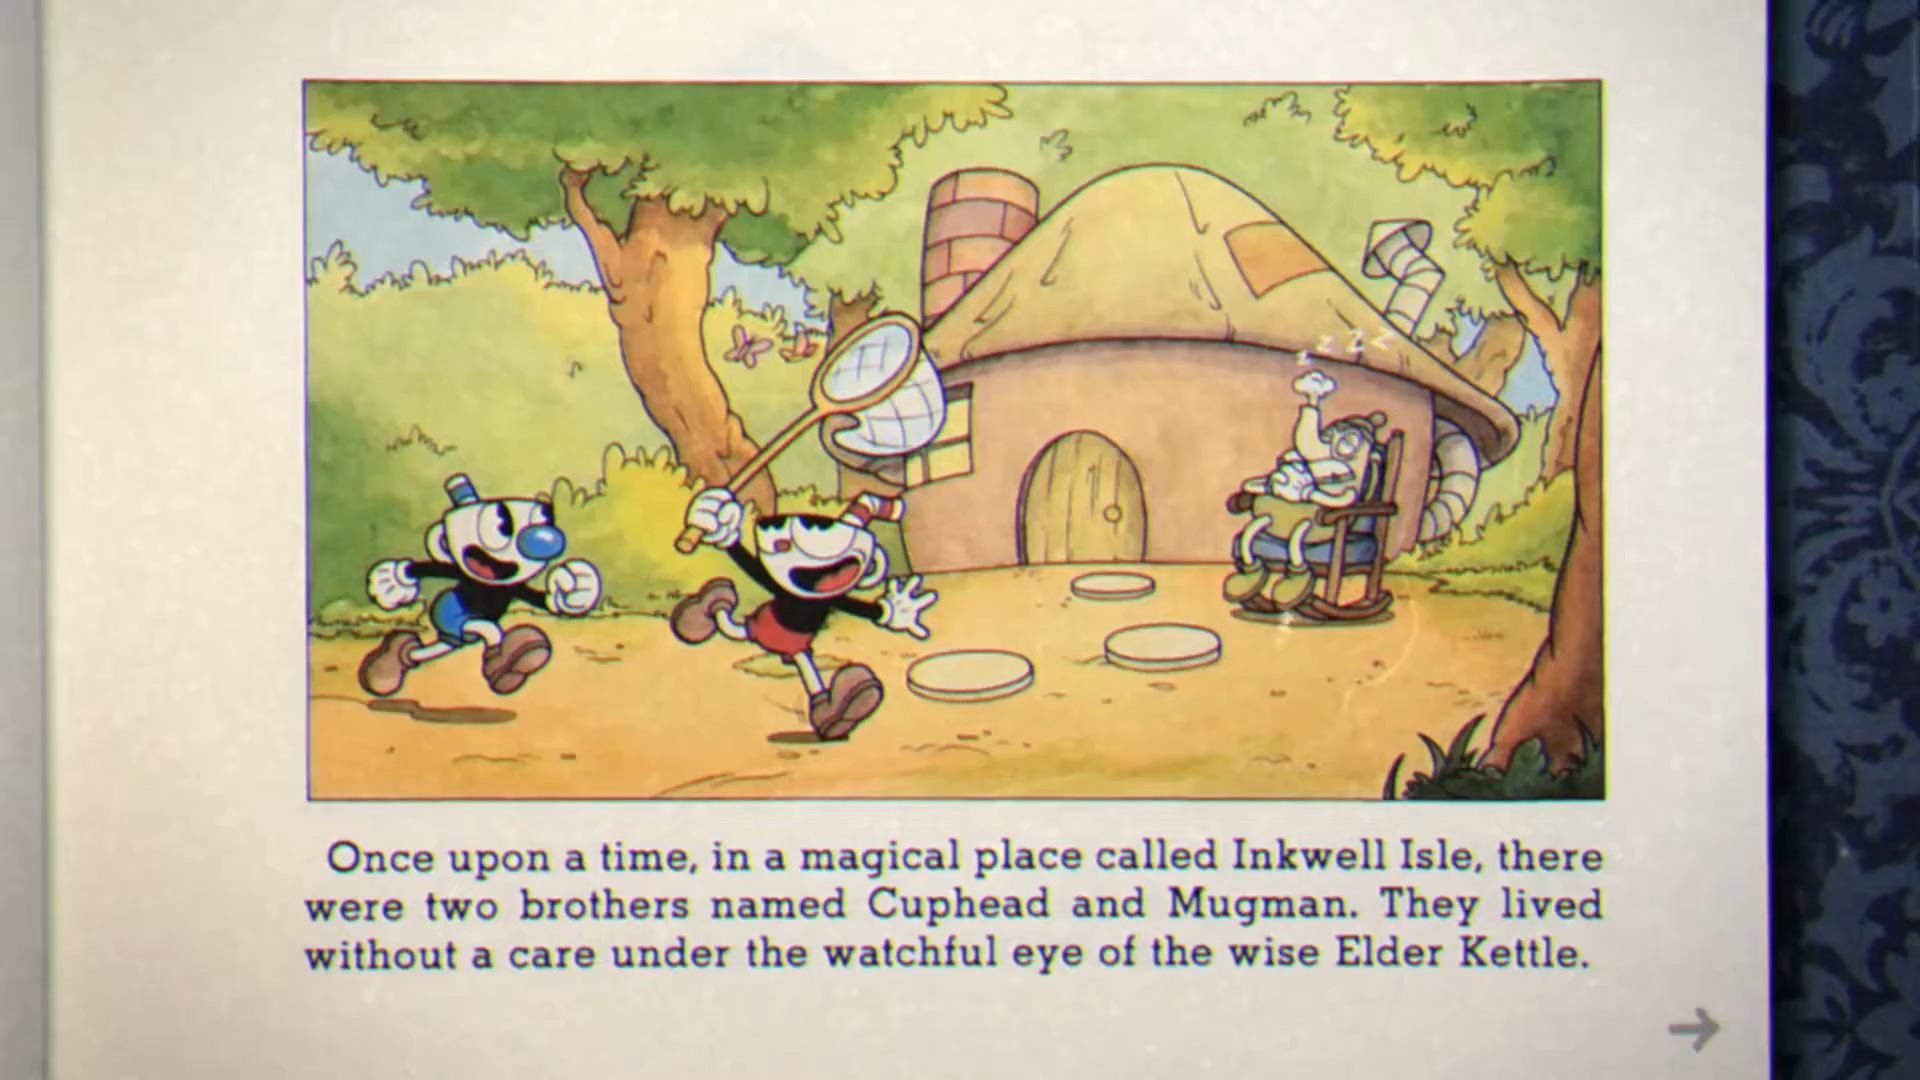 z z z z
Once upon a time, in a magical place called Inkwell Isle, there
were two brothers named Cuphead and Mugman. They lived
without a care under the watchful eye of the wise Elder Kettle.